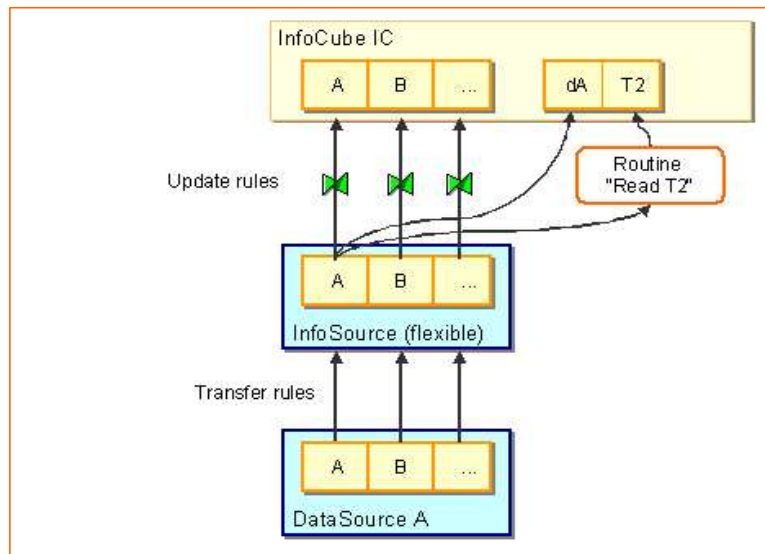 InfoCube IC
A B ... dA T2
Update rules
Routine
"Read T2"
A B ...
InfoSource (flexible)
Transfer rules
A B ...
DataSource A